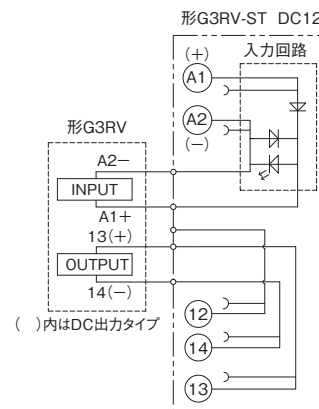 形G3RV-ST DC12
入力回路
(+)
A1
A2
(−)
形G3RV
A2−
INPUT
A1+
13(+)
OUTPUT
14(−)
(　)内はDC出力タイプ
12
14
13